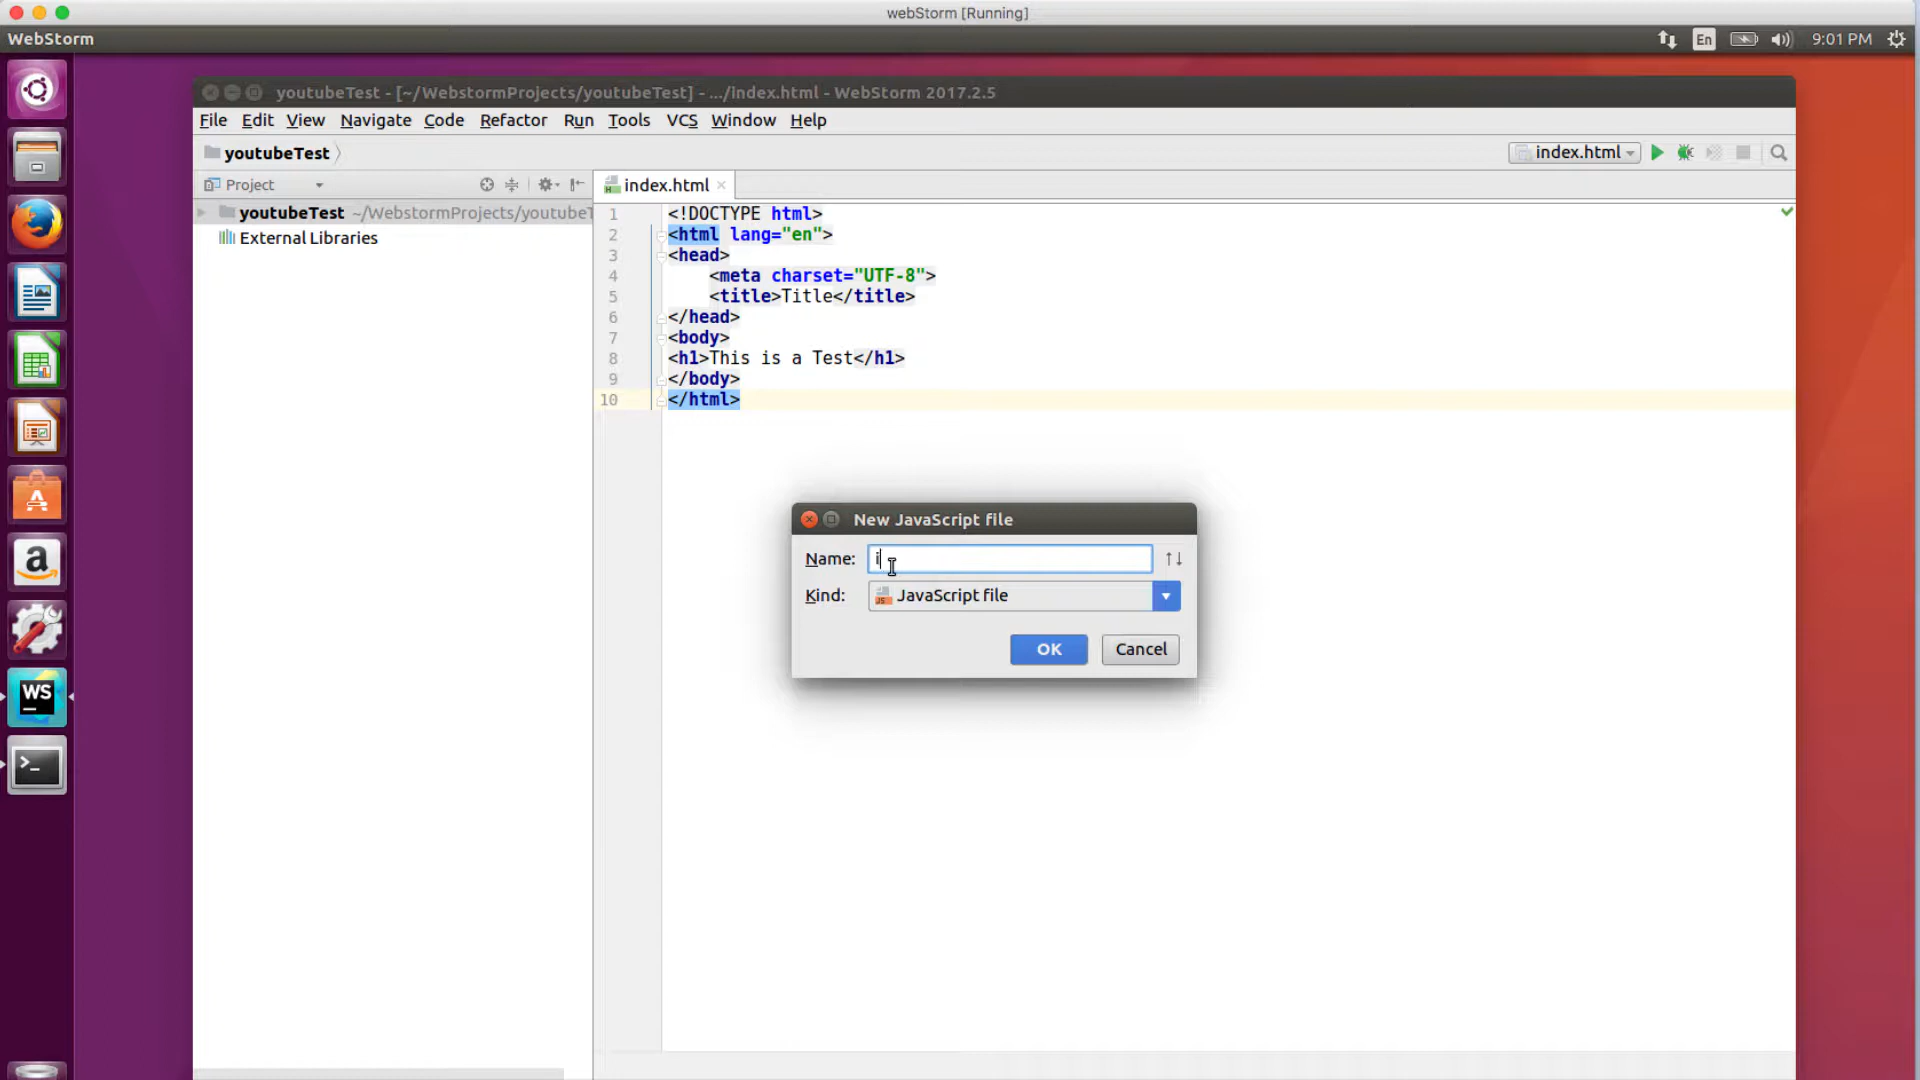 webStorm [Running]
WebStorm
En
9:01 PM
youtubeTest - [~/WebstormProjects/youtubeTest] - .../index.html - WebStorm 2017.2.5
File Edit View Navigate Code Refactor Run Tools VCS Window Help
youtubeTest
index.html
Project
index.html
youtubeTest ~/WebstormProjects/youtubeT
External Libraries
1 <!DOCTYPE html>
2 <html lang="en">
3 <head>
4 <meta charset="UTF-8">
5 <title>Title</title>
6 </head>
7 <body>
8 <h1>This is a Test</h1>
9 </body>
10 </html>
New JavaScript file
Name: i
Kind: JS JavaScript file
OK Cancel
A
a
WS
>_